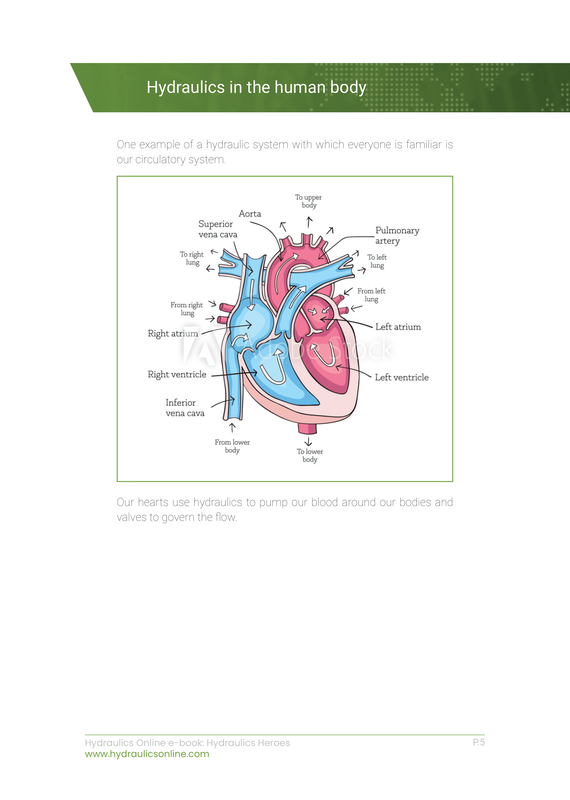 Hydraulics in the human body
One example of a hydraulic system with which everyone is familiar is
our circulatory system.
To upper
body
Aorta
Superior
vena cava
Pulmonary
artery
To right
lung
To left
lung
From left
lung
From right
lung
Left atrium
Right atrium
Adobe Stock
Right ventricle
Left ventricle
Inferior
vena cava
From lower
body
To lower
body
Our hearts use hydraulics to pump our blood around our bodies and
valves to govern the flow.
Hydraulics Online e-book: Hydraulics Heroes
P.5
www.hydraulicsonline.com